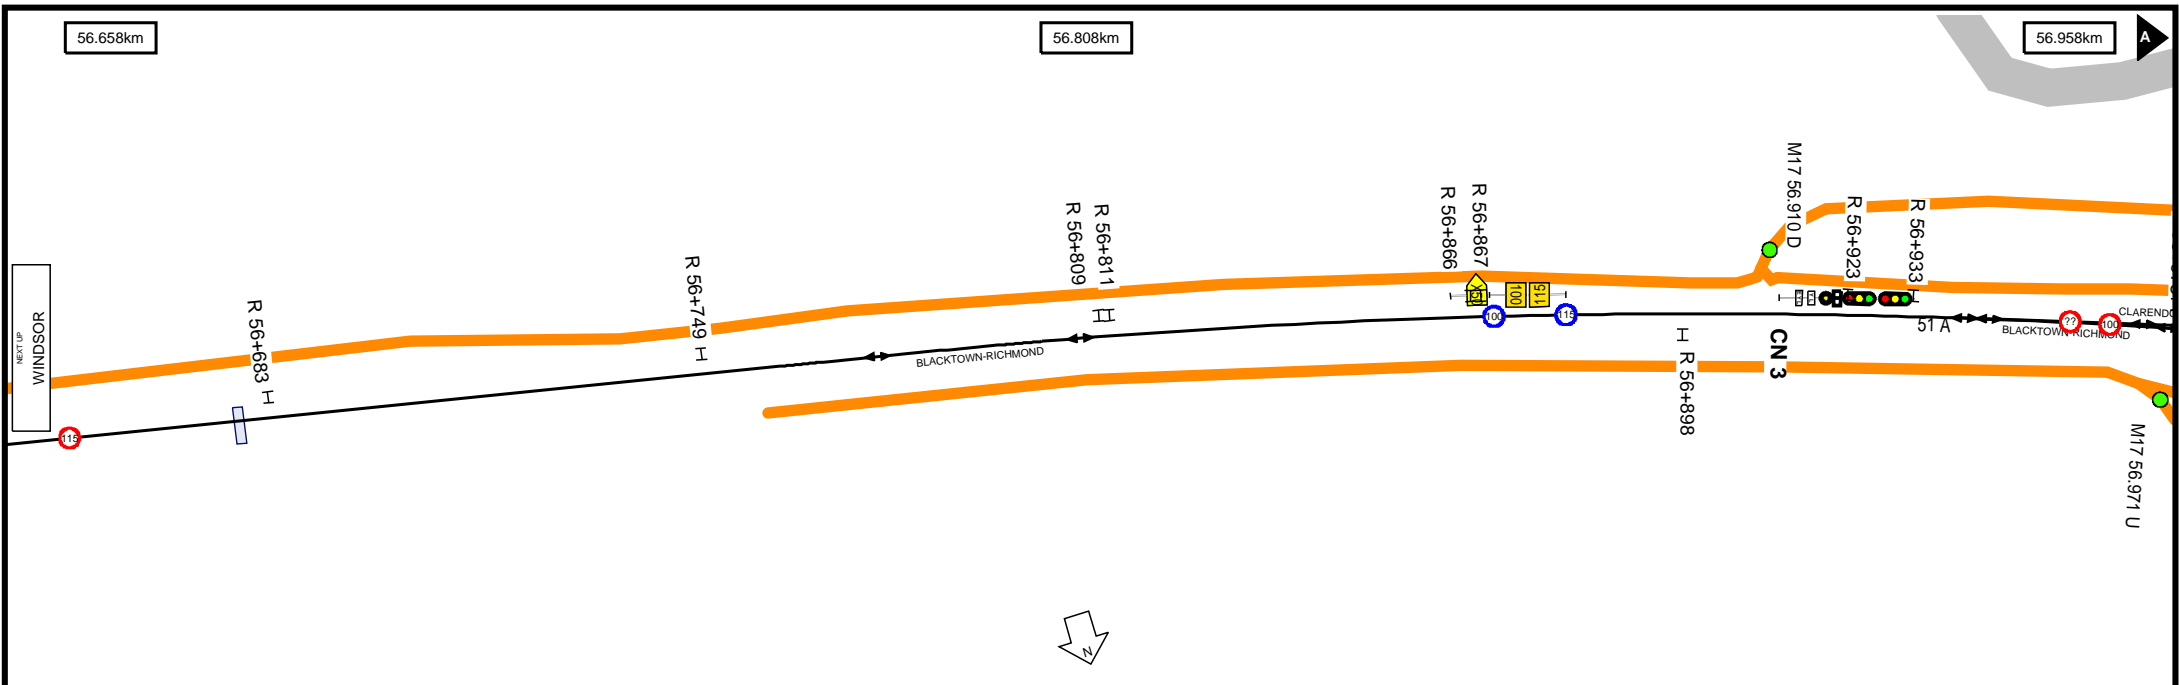 56.658km
56.808km
56.958km
A
NEXT UP
WINDSOR
115
R 56+683
R 56+749
R 56+809
R 56+811
BLACKTOWN-RICHMOND
R 56+866
R 56+867
100
115
100
115
M17 56.910 D
R 56+923
R 56+933
R 56+898
CN 3
51 A
??
100
BLACKTOWN-RICHMOND
CLARENDO
M17 56.971 U
N